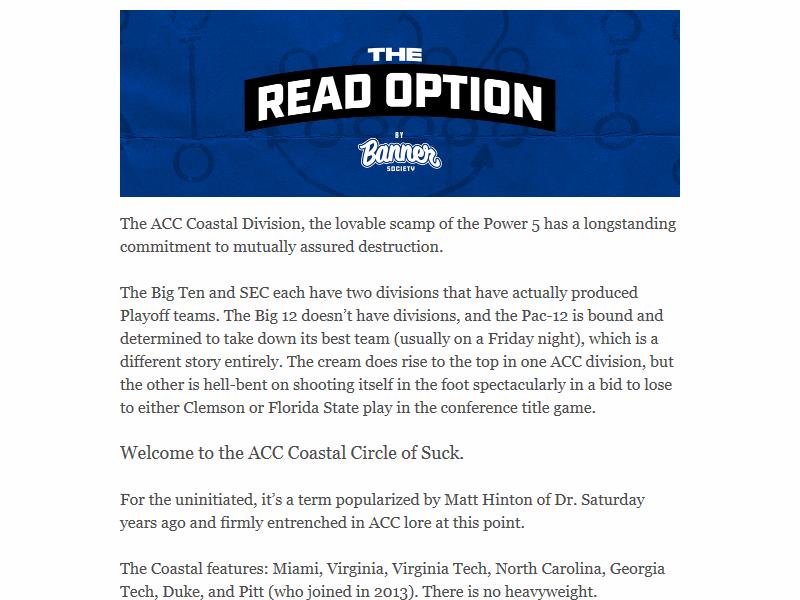 THE
READ OPTION
BY
Banner
SOCIETY
The ACC Coastal Division, the lovable scamp of the Power 5 has a longstanding
commitment to mutually assured destruction.
The Big Ten and SEC each have two divisions that have actually produced
Playoff teams. The Big 12 doesn’t have divisions, and the Pac-12 is bound and
determined to take down its best team (usually on a Friday night), which is a
different story entirely. The cream does rise to the top in one ACC division, but
the other is hell-bent on shooting itself in the foot spectacularly in a bid to lose
to either Clemson or Florida State play in the conference title game.
Welcome to the ACC Coastal Circle of Suck.
For the uninitiated, it’s a term popularized by Matt Hinton of Dr. Saturday
years ago and firmly entrenched in ACC lore at this point.
The Coastal features: Miami, Virginia, Virginia Tech, North Carolina, Georgia
Tech, Duke, and Pitt (who joined in 2013). There is no heavyweight.